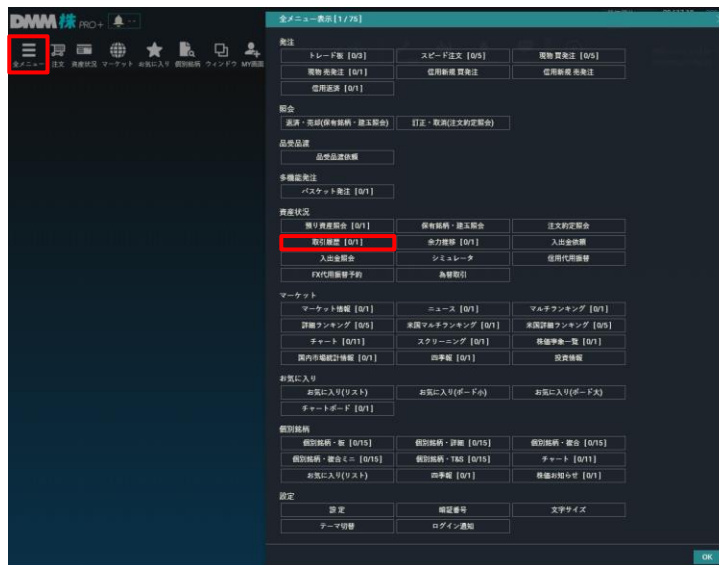 DMM株 PRO+
全メニュー 注文 資産状況 マーケット お気に入り 個別銘柄 ウィンドウ MY画面
全メニュー表示[1/75]
発注
トレード板 [0/3] スピード注文 [0/5] 現物 買発注 [0/5]
現物 売発注 [0/1] 信用新規 買発注 信用新規 売発注
信用返済 [0/1]
照会
返済・売却(保有銘柄・建玉照会) 訂正・取消(注文約定照会)
品受品渡
品受品渡依頼
多機能発注
バスケット発注 [0/1]
資産状況
預り資産照会 [0/1] 保有銘柄・建玉照会 注文約定照会
取引履歴 [0/1] 余力推移 [0/1] 入出金依頼
入出金照会 シミュレータ 信用代用振替
FX代用振替予約 為替取引
マーケット
マーケット情報 [0/1] ニュース [0/1] マルチランキング [0/1]
詳細ランキング [0/5] 米国マルチランキング [0/1] 米国詳細ランキング [0/5]
チャート [0/11] スクリーニング [0/1] 株価予象一覧 [0/1]
国内市場統計情報 [0/1] 四季報 [0/1] 投資情報
お気に入り
お気に入り(リスト) お気に入り(ボード小) お気に入り(ボード大)
チャートボード [0/1]
個別銘柄
個別銘柄・板 [0/15] 個別銘柄・詳細 [0/15] 個別銘柄・複合 [0/15]
個別銘柄・複合ミニ [0/15] 個別銘柄・T&S [0/15] チャート [0/11]
お気に入り(リスト) 四季報 [0/1] 株価お知らせ [0/1]
設定
設定 暗証番号 文字サイズ
テーマ切替 ログイン通知
OK